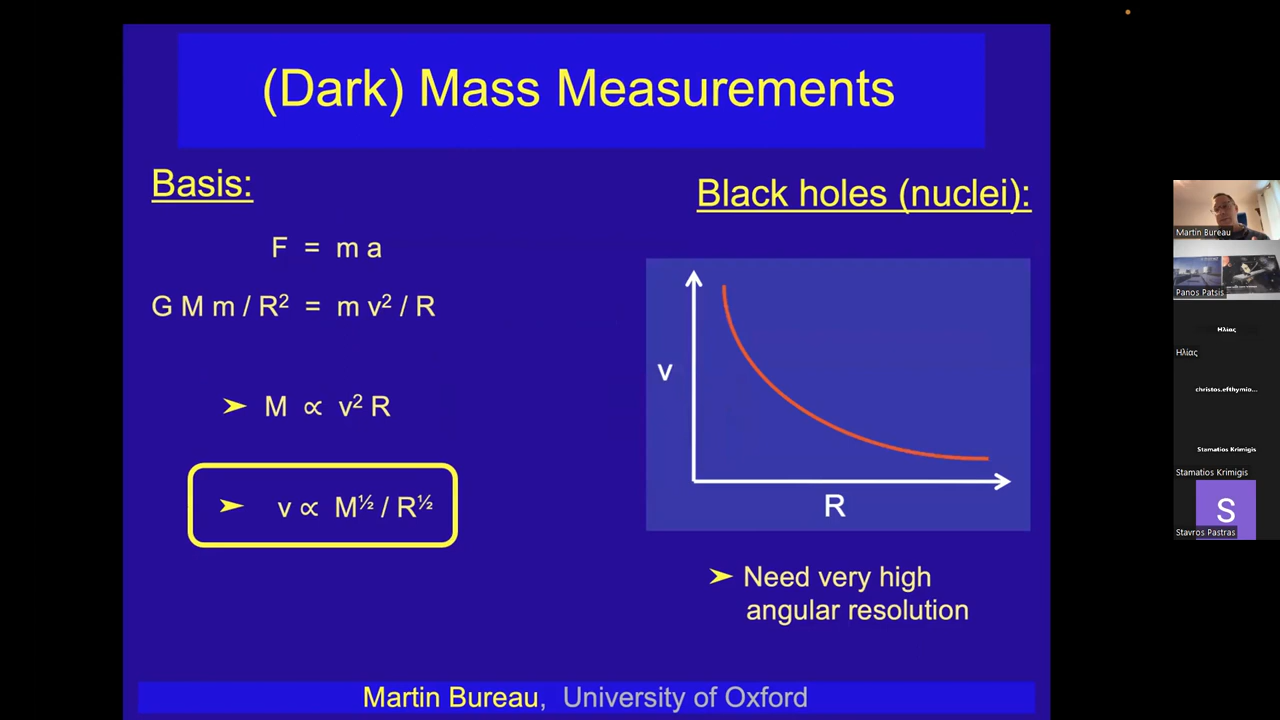 (Dark) Mass Measurements
Basis:
F = m a
G M m / R² = m v² / R
➤ M ∝ v² R
➤ v ∝ M½ / R½
Black holes (nuclei):
v
R
➤ Need very high
angular resolution
Martin Bureau, University of Oxford
Martin Bureau
Panos Patsis
Ηλίας
Ηλίας
christos.efthymio...
Stamatios Krimigis
Stamatios Krimigis
S
Stavros Pastras